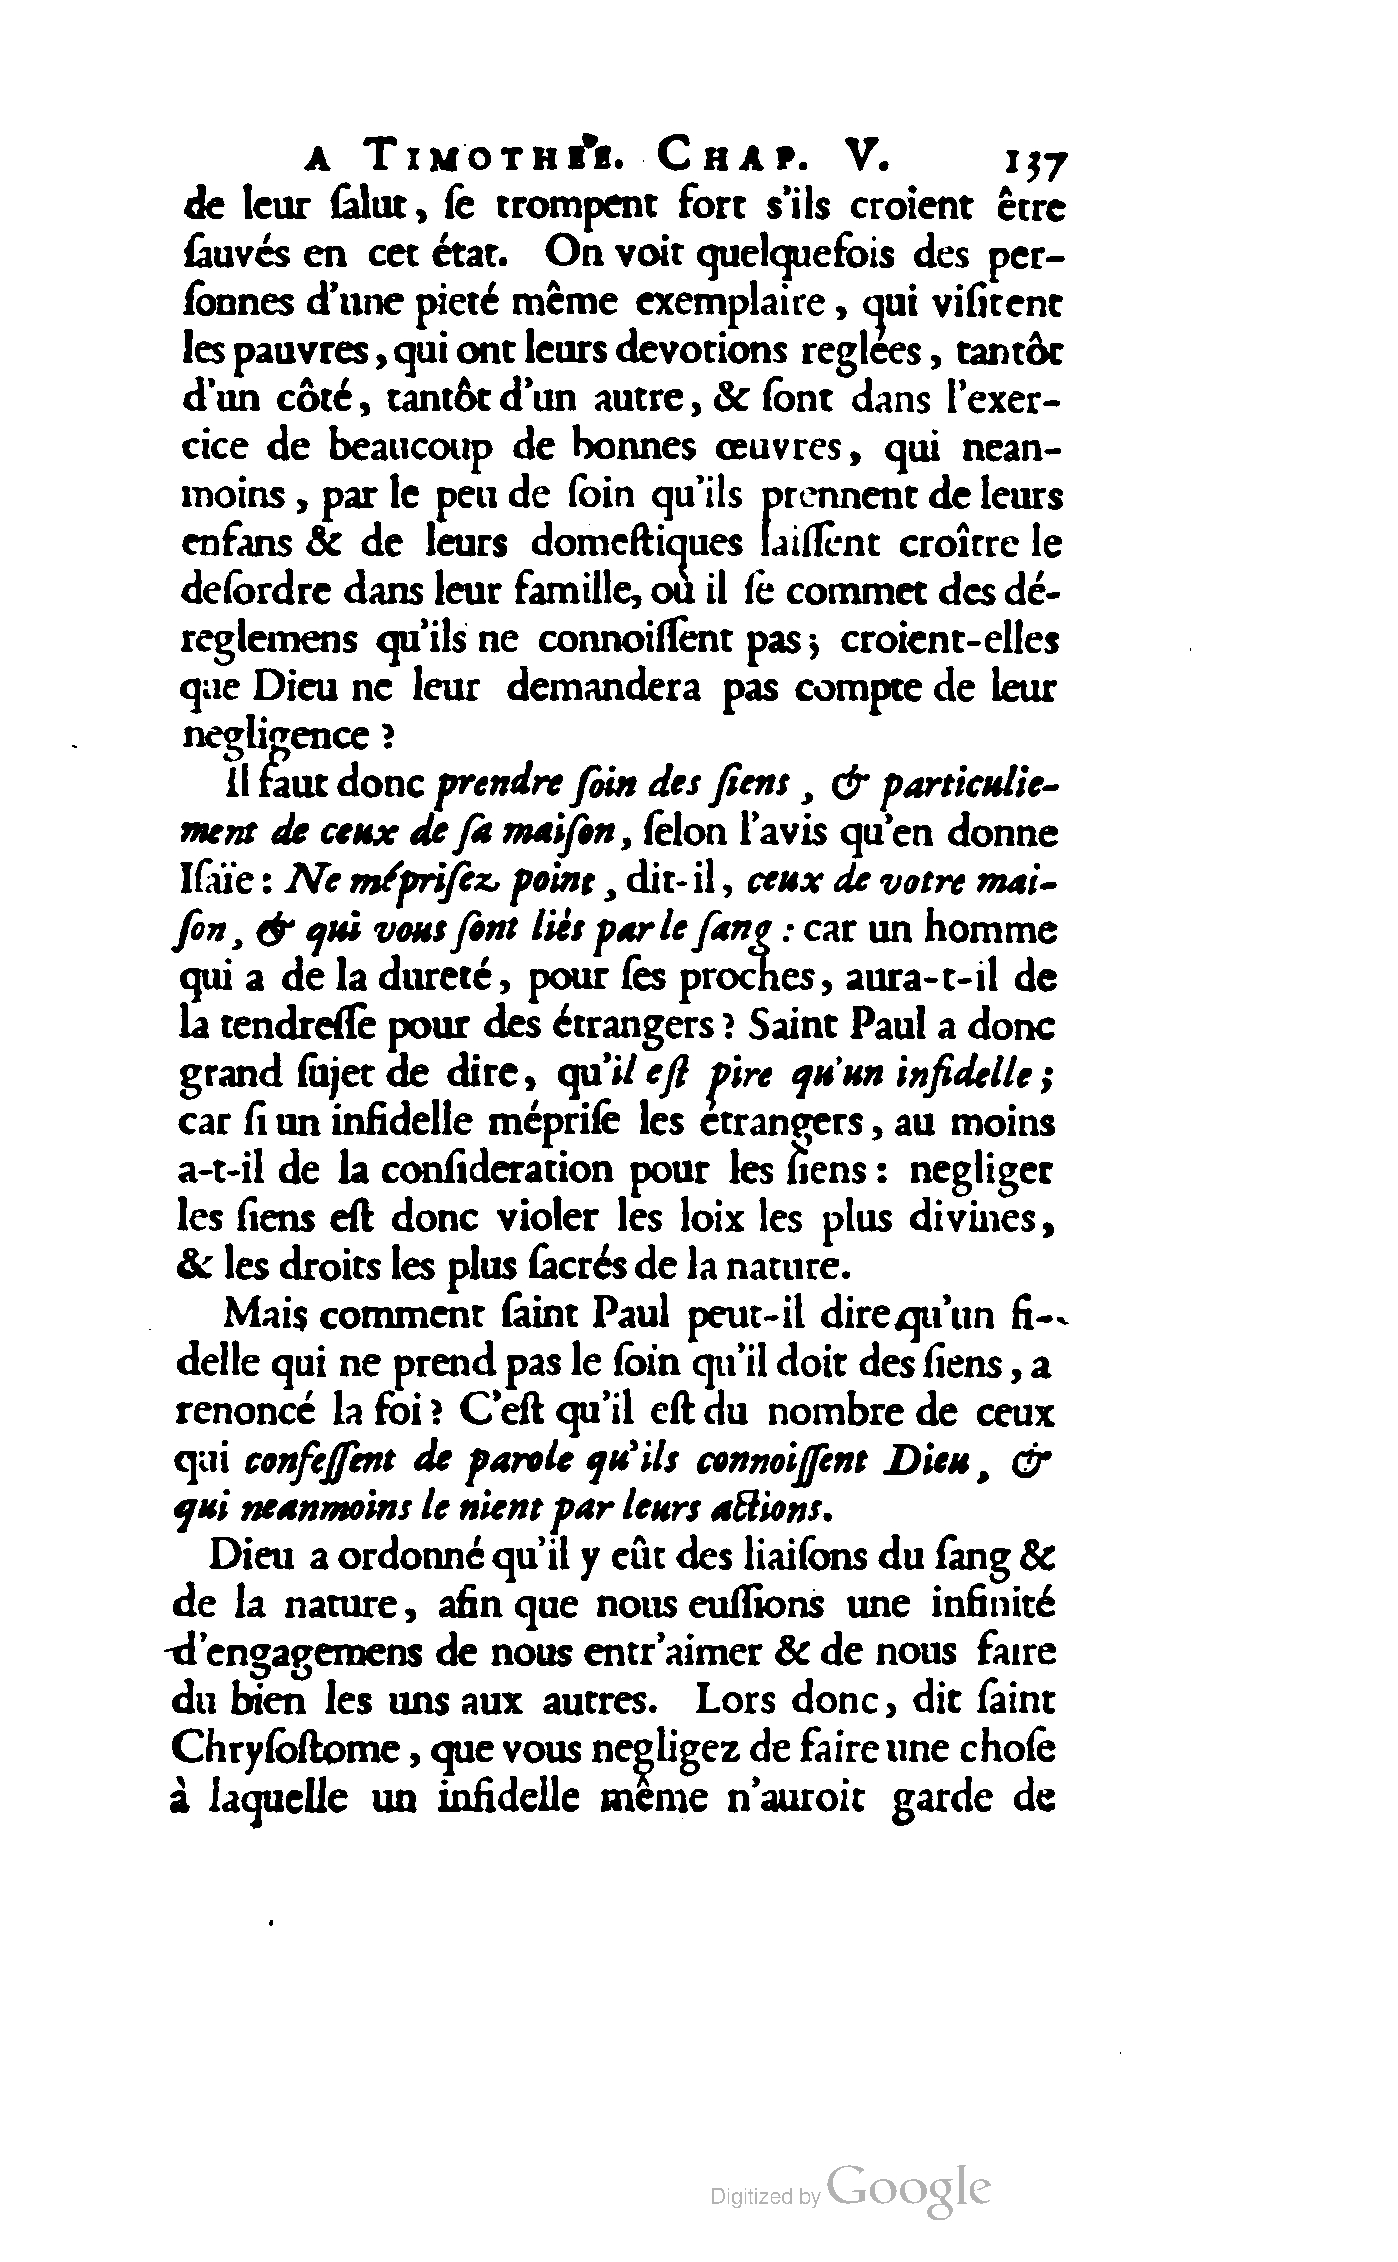 A TIMOTHÉE. CHAP. V. 137
de leur ſalut, ſe trompent fort s'ils croient être
ſauvés en cet état. On voit quelquefois des per-
ſonnes d'une pieté même exemplaire, qui viſitent
les pauvres, qui ont leurs devotions reglées, tantôt
d'un côté, tantôt d'un autre, & ſont dans l'exer-
cice de beaucoup de bonnes œuvres, qui nean-
moins, par le peu de ſoin qu'ils prennent de leurs
enfans & de leurs domeſtiques laiſſent croître le
deſordre dans leur famille, où il ſe commet des dé-
reglemens qu'ils ne connoiſſent pas; croient-elles
que Dieu ne leur demandera pas compte de leur
negligence ?
Il faut donc prendre ſoin des ſiens, & particulie-
ment de ceux de ſa maiſon, ſelon l'avis qu'en donne
Iſaïe : Ne mépriſez point, dit-il, ceux de votre mai-
ſon, & qui vous ſont liés par le ſang : car un homme
qui a de la dureté, pour ſes proches, aura-t-il de
la tendreſſe pour des étrangers ? Saint Paul a donc
grand ſujet de dire, qu'il eſt pire qu'un infidelle ;
car ſi un infidelle mépriſe les étrangers, au moins
a-t-il de la conſideration pour les ſiens : negliger
les ſiens eſt donc violer les loix les plus divines,
& les droits les plus ſacrés de la nature.
Mais comment ſaint Paul peut-il dire qu'un fi-
delle qui ne prend pas le ſoin qu'il doit des ſiens, a
renoncé la foi ? C'eſt qu'il eſt du nombre de ceux
qui confeſſent de parole qu'ils connoiſſent Dieu, &
qui neanmoins le nient par leurs actions.
Dieu a ordonné qu'il y eût des liaiſons du ſang &
de la nature, afin que nous euſſions une infinité
d'engagemens de nous entr'aimer & de nous faire
du bien les uns aux autres. Lors donc, dit ſaint
Chryſoſtome, que vous negligez de faire une choſe
à laquelle un infidelle même n'auroit garde de
Digitized by Google